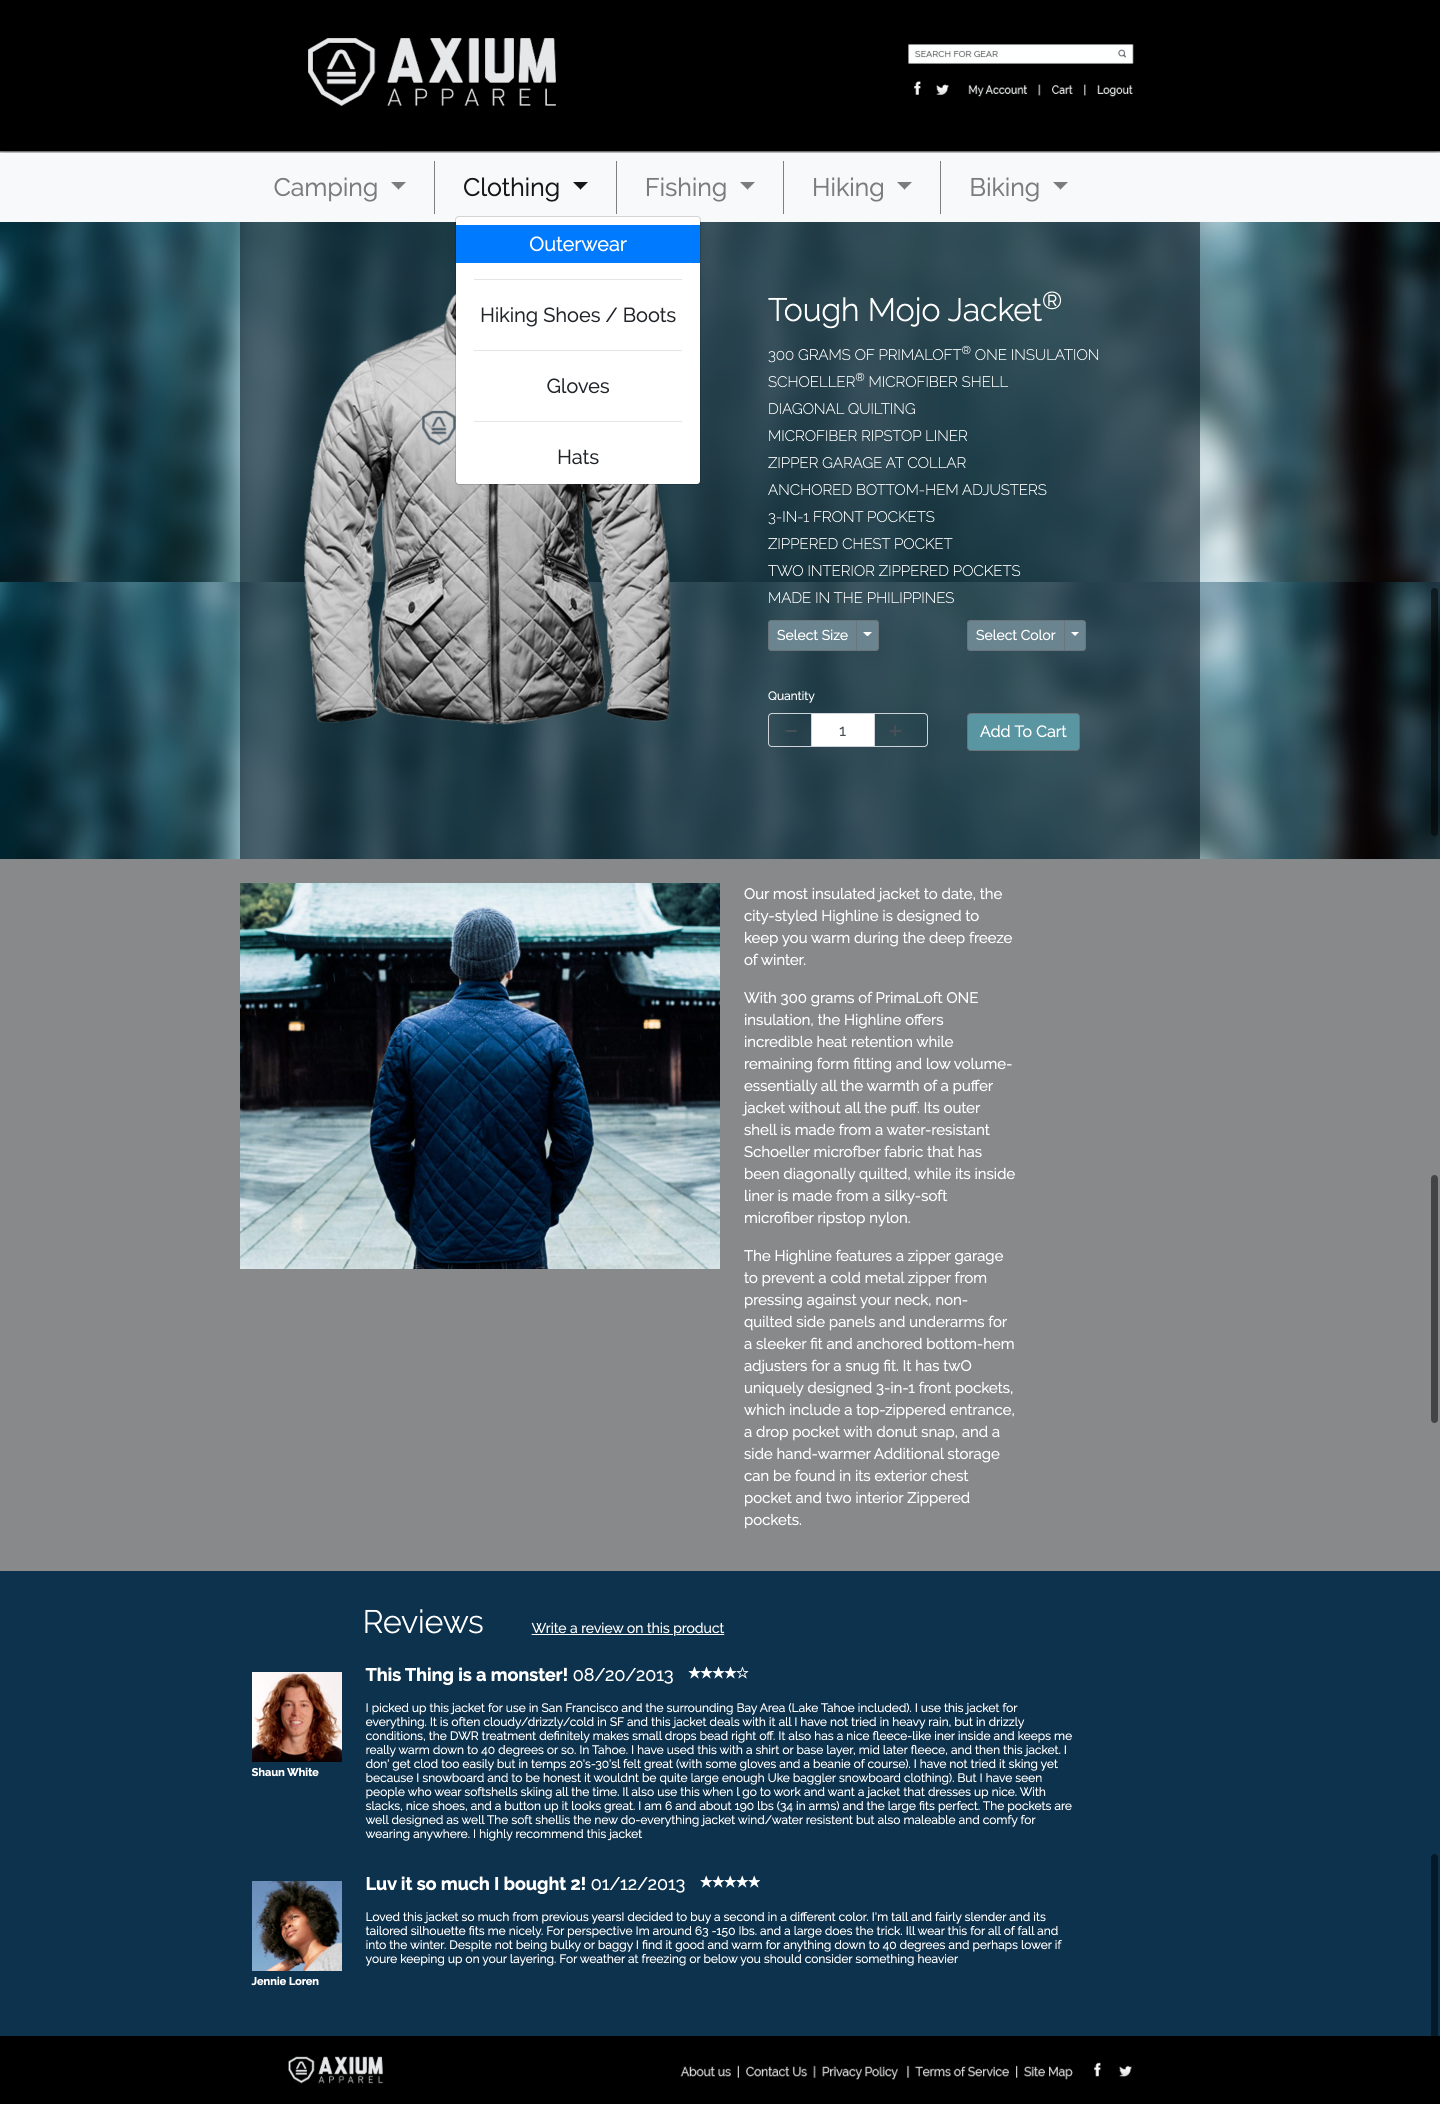 AXIUM
APPAREL
SEARCH FOR GEAR
My Account | Cart | Logout
Camping
Clothing
Fishing
Hiking
Biking
Outerwear
Hiking Shoes / Boots
Gloves
Hats
Tough Mojo Jacket®
300 GRAMS OF PRIMALOFT® ONE INSULATION
SCHOELLER® MICROFIBER SHELL
DIAGONAL QUILTING
MICROFIBER RIPSTOP LINER
ZIPPER GARAGE AT COLLAR
ANCHORED BOTTOM-HEM ADJUSTERS
3-IN-1 FRONT POCKETS
ZIPPERED CHEST POCKET
TWO INTERIOR ZIPPERED POCKETS
MADE IN THE PHILIPPINES
Select Size
Select Color
Quantity
− 1 +
Add To Cart
Our most insulated jacket to date, the
city-styled Highline is designed to
keep you warm during the deep freeze
of winter.
With 300 grams of PrimaLoft ONE
insulation, the Highline offers
incredible heat retention while
remaining form fitting and low volume-
essentially all the warmth of a puffer
jacket without all the puff. Its outer
shell is made from a water-resistant
Schoeller microfber fabric that has
been diagonally quilted, while its inside
liner is made from a silky-soft
microfiber ripstop nylon.
The Highline features a zipper garage
to prevent a cold metal zipper from
pressing against your neck, non-
quilted side panels and underarms for
a sleeker fit and anchored bottom-hem
adjusters for a snug fit. It has twO
uniquely designed 3-in-1 front pockets,
which include a top-zippered entrance,
a drop pocket with donut snap, and a
side hand-warmer Additional storage
can be found in its exterior chest
pocket and two interior Zippered
pockets.
Reviews
Write a review on this product
This Thing is a monster! 08/20/2013 ★★★★☆
I picked up this jacket for use in San Francisco and the surrounding Bay Area (Lake Tahoe included). I use this jacket for
everything. It is often cloudy/drizzly/cold in SF and this jacket deals with it all I have not tried in heavy rain, but in drizzly
conditions, the DWR treatment definitely makes small drops bead right off. It also has a nice fleece-like iner inside and keeps me
really warm down to 40 degrees or so. In Tahoe. I have used this with a shirt or base layer, mid later fleece, and then this jacket. I
don' get clod too easily but in temps 20's-30'sl felt great (with some gloves and a beanie of course). I have not tried it sking yet
because I snowboard and to be honest it wouldnt be quite large enough Uke baggler snowboard clothing). But I have seen
people who wear softshells skiing all the time. Il also use this when l go to work and want a jacket that dresses up nice. With
slacks, nice shoes, and a button up it looks great. I am 6 and about 190 lbs (34 in arms) and the large fits perfect. The pockets are
well designed as well The soft shellis the new do-everything jacket wind/water resistent but also maleable and comfy for
wearing anywhere. I highly recommend this jacket
Shaun White
Luv it so much I bought 2! 01/12/2013 ★★★★★
Loved this jacket so much from previous yearsI decided to buy a second in a different color. I'm tall and fairly slender and its
tailored silhouette fits me nicely. For perspective Im around 63 -150 lbs. and a large does the trick. Ill wear this for all of fall and
into the winter. Despite not being bulky or baggy I find it good and warm for anything down to 40 degrees and perhaps lower if
youre keeping up on your layering. For weather at freezing or below you should consider something heavier
Jennie Loren
AXIUM
APPAREL
About us | Contact Us | Privacy Policy | Terms of Service | Site Map